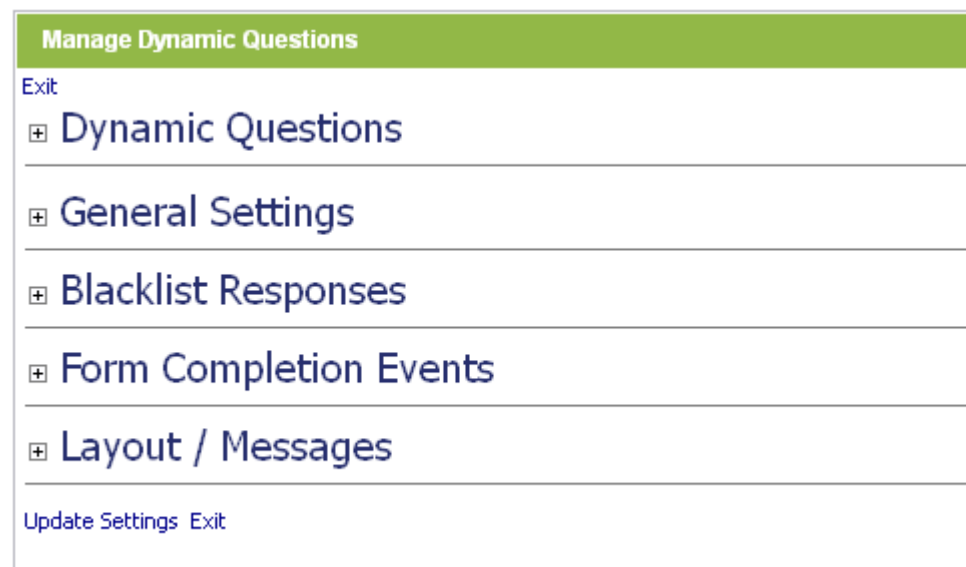 Manage Dynamic Questions
Exit
Dynamic Questions
General Settings
Blacklist Responses
Form Completion Events
Layout / Messages
Update Settings Exit